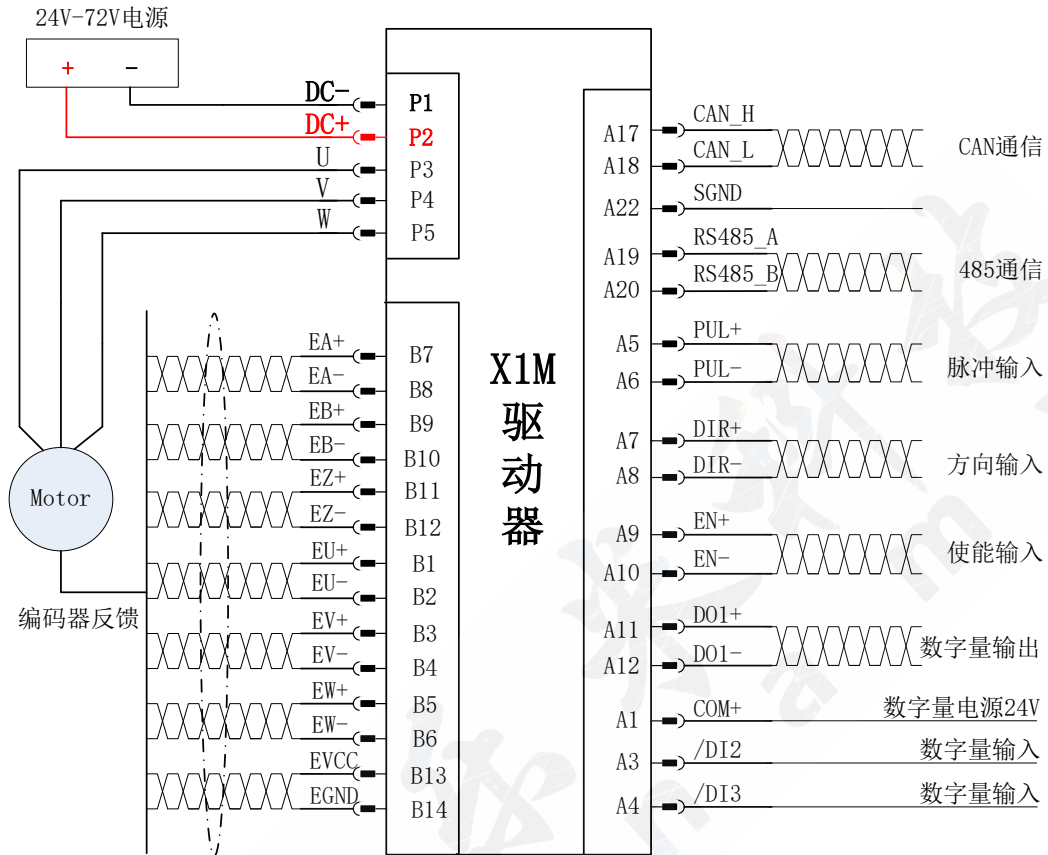 24V-72V电源
+ -
DC- P1
DC+ P2
U P3
V P4
W P5
Motor
编码器反馈
EA+ B7
EA- B8
EB+ B9
EB- B10
EZ+ B11
EZ- B12
EU+ B1
EU- B2
EV+ B3
EV- B4
EW+ B5
EW- B6
EVCC B13
EGND B14
X1M
驱
动
器
A17 CAN_H
CAN通信
A18 CAN_L
A22 SGND
A19 RS485_A
485通信
A20 RS485_B
A5 PUL+
脉冲输入
A6 PUL-
A7 DIR+
方向输入
A8 DIR-
A9 EN+
使能输入
A10 EN-
A11 DO1+
数字量输出
A12 DO1-
A1 COM+ 数字量电源24V
A3 /DI2 数字量输入
A4 /DI3 数字量输入